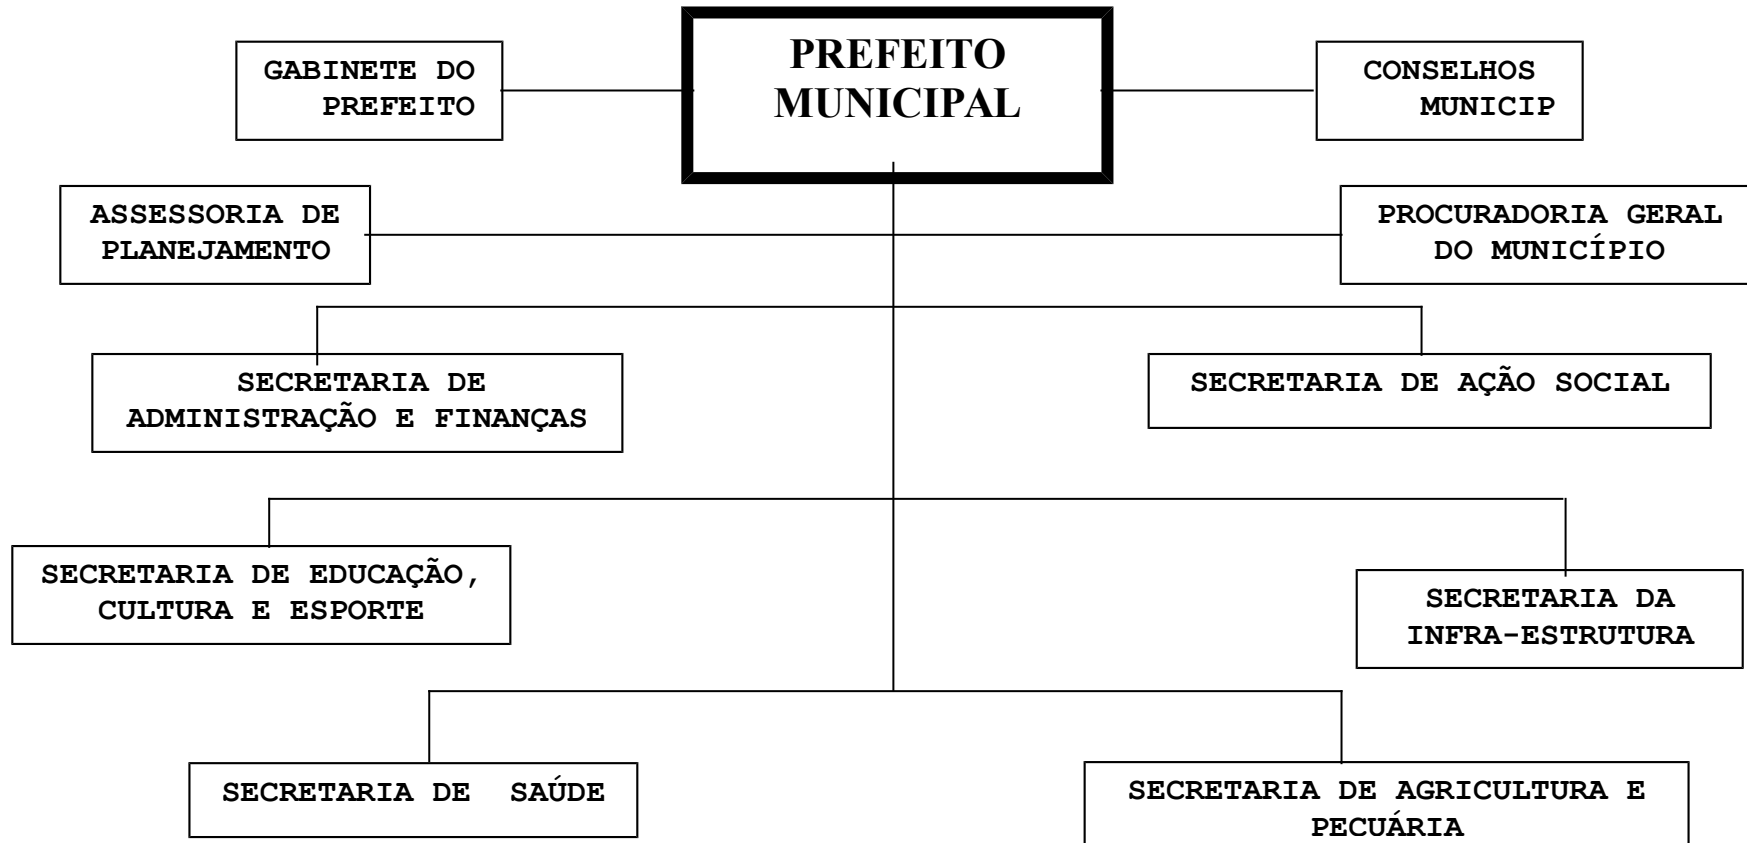 PREFEITO
MUNICIPAL
GABINETE DO
PREFEITO
CONSELHOS
MUNICIP
ASSESSORIA DE
PLANEJAMENTO
PROCURADORIA GERAL
DO MUNICÍPIO
SECRETARIA DE
ADMINISTRAÇÃO E FINANÇAS
SECRETARIA DE AÇÃO SOCIAL
SECRETARIA DE EDUCAÇÃO,
CULTURA E ESPORTE
SECRETARIA DA
INFRA-ESTRUTURA
SECRETARIA DE SAÚDE
SECRETARIA DE AGRICULTURA E
PECUÁRIA